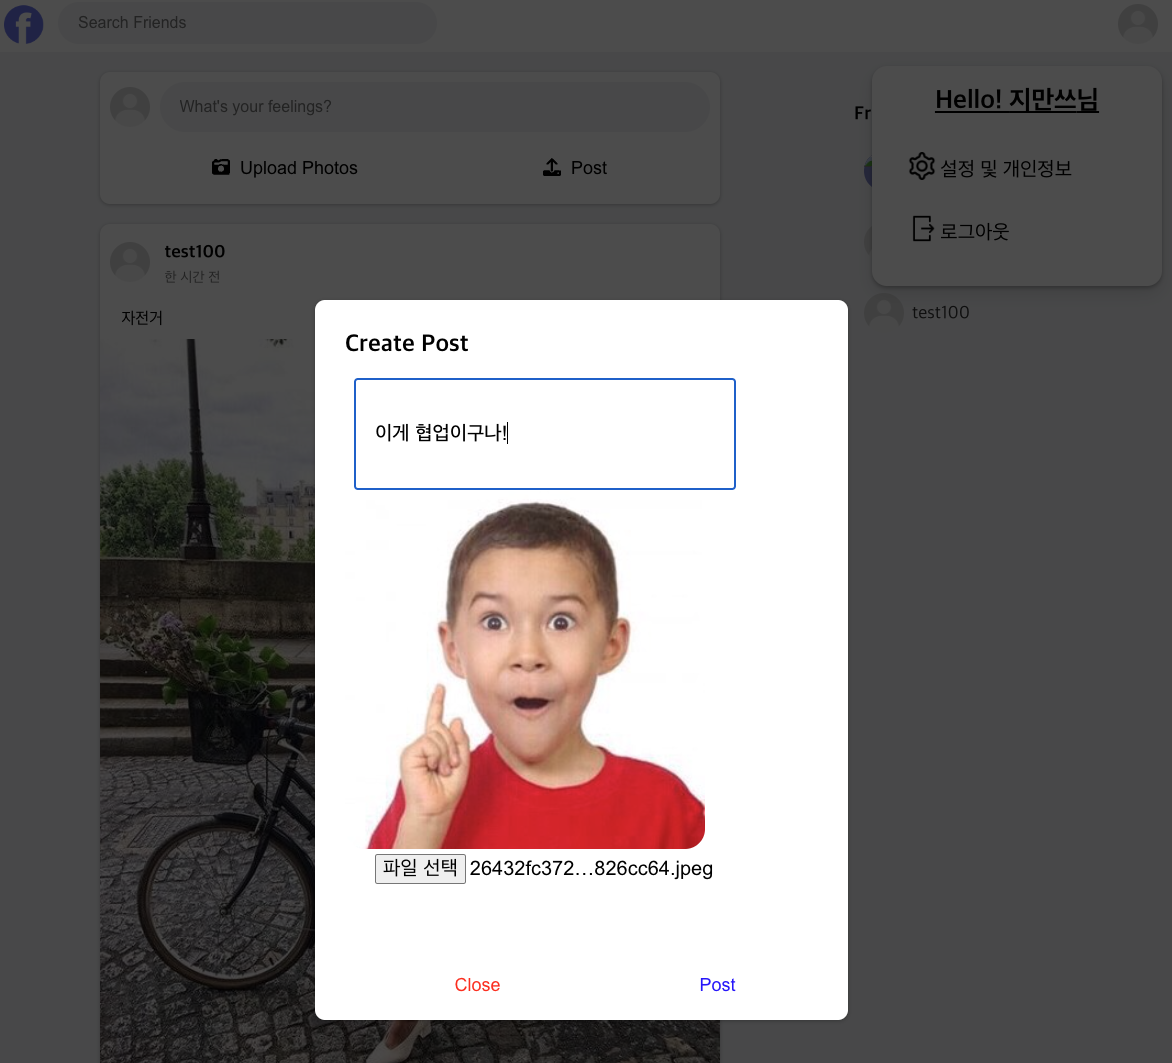 f
Search Friends
What's your feelings?
Upload Photos
Post
test100
한 시간 전
자전거
Hello! 지만쓰님
설정 및 개인정보
로그아웃
Fr
test100
Create Post
이게 협업이구나!
파일 선택 26432fc372...826cc64.jpeg
Close
Post